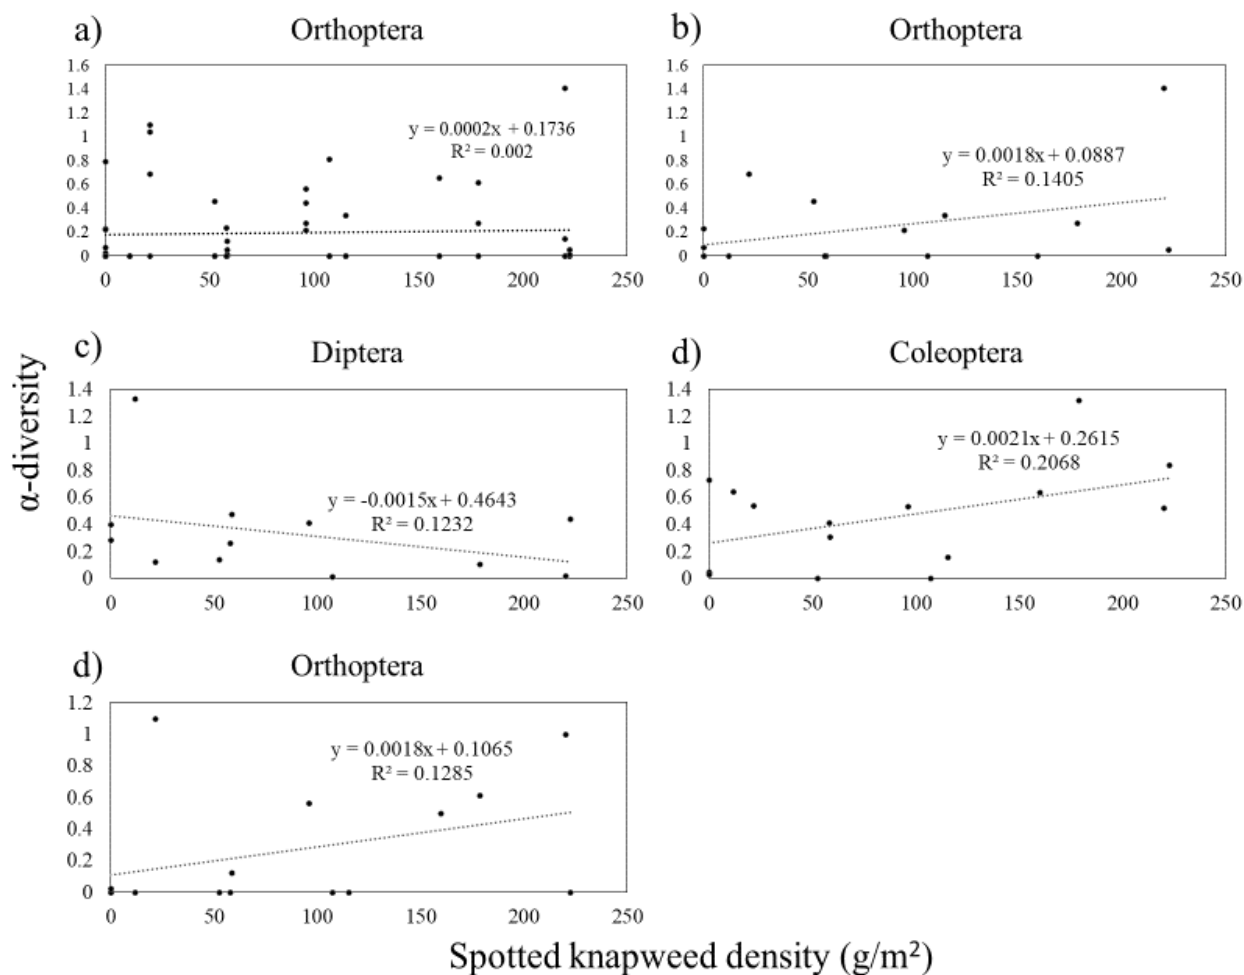 a) Orthoptera
1.6
1.4
1.2
1
0.8
0.6
0.4
0.2
0
y = 0.0002x + 0.1736
R² = 0.002
0 50 100 150 200 250
b) Orthoptera
1.6
1.4
1.2
1
0.8
0.6
0.4
0.2
0
y = 0.0018x + 0.0887
R² = 0.1405
0 50 100 150 200 250
α-diversity
c) Diptera
1.4
1.2
1
0.8
0.6
0.4
0.2
0
y = -0.0015x + 0.4643
R² = 0.1232
0 50 100 150 200 250
d) Coleoptera
1.4
1.2
1
0.8
0.6
0.4
0.2
0
y = 0.0021x + 0.2615
R² = 0.2068
0 50 100 150 200 250
d) Orthoptera
1.2
1
0.8
0.6
0.4
0.2
0
y = 0.0018x + 0.1065
R² = 0.1285
0 50 100 150 200 250
Spotted knapweed density (g/m²)